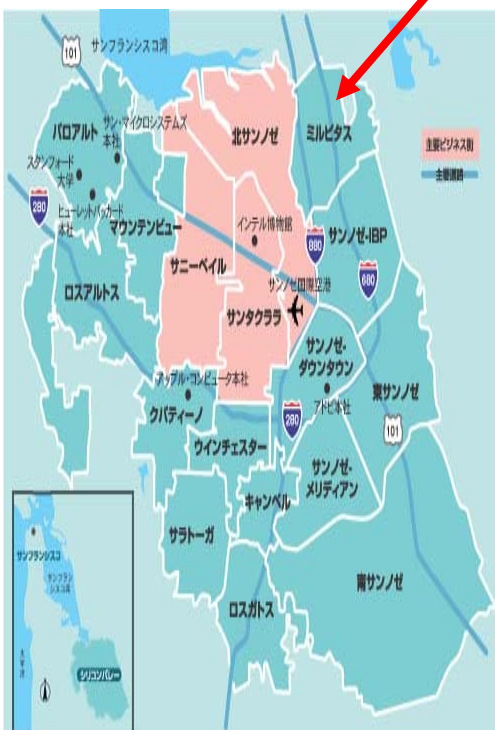 101
サンフランシスコ湾
パロアルト
サン・マイクロシステムズ
本社
北サンノゼ
ミルピタス
主要ビジネス街
主要道路
スタンフォード
大学
280
ヒューレットパッカード
本社
マウンテンビュー
インテル博物館
880
サンノゼ-IBP
サニーベイル
680
サンノゼ国際空港
ロスアルトス
サンタクララ
サンノゼ-
ダウンタウン
アップル・コンピュータ本社
東サンノゼ
クパティーノ
アドビ本社
280
101
ウインチェスター
サンノゼ-
メリディアン
キャンベル
サラトーガ
南サンノゼ
ロスガトス
サンフランシスコ
サンフラン
シスコ湾
太平洋
シリコンバレー